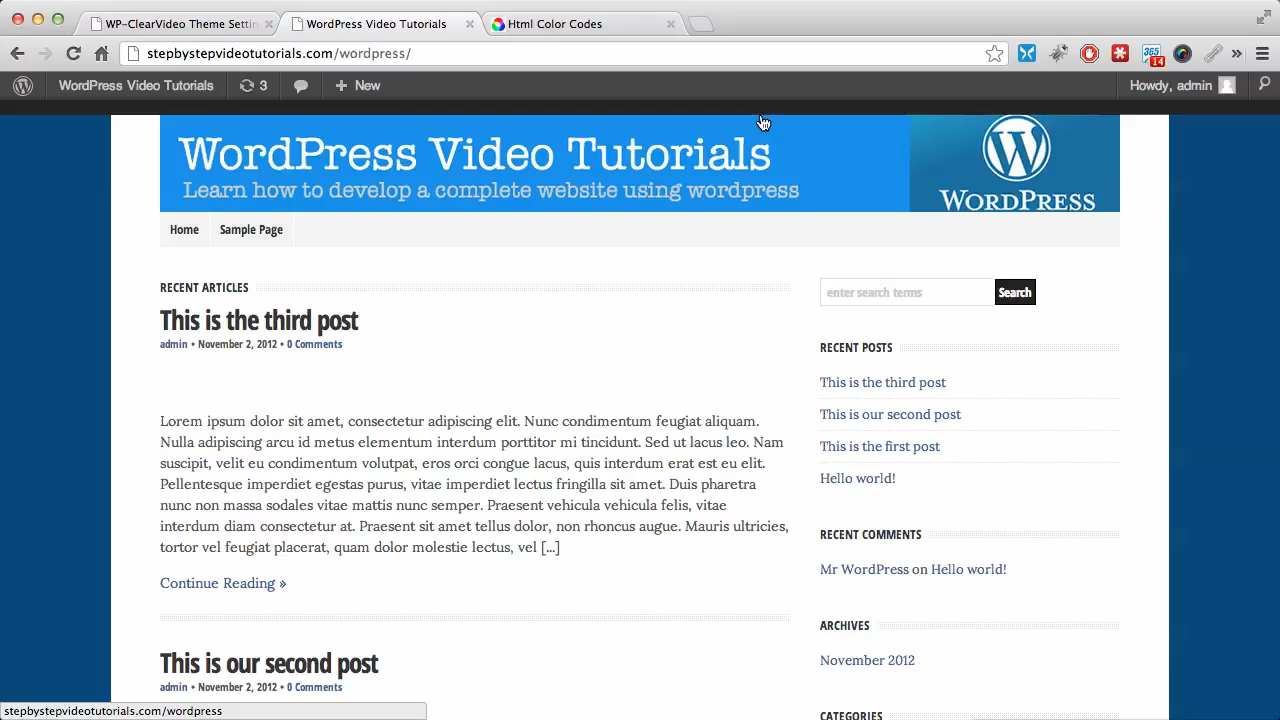 WP-ClearVideo Theme Settin
WordPress Video Tutorials
Html Color Codes
stepbystepvideotutorials.com/wordpress/
365
14
WordPress Video Tutorials
3
New
Howdy, admin
WordPress Video Tutorials
Learn how to develop a complete website using wordpress
WORDPRESS
Home
Sample Page
RECENT ARTICLES
This is the third post
admin • November 2, 2012 • 0 Comments
Lorem ipsum dolor sit amet, consectetur adipiscing elit. Nunc condimentum feugiat aliquam.
Nulla adipiscing arcu id metus elementum interdum porttitor mi tincidunt. Sed ut lacus leo. Nam
suscipit, velit eu condimentum volutpat, eros orci congue lacus, quis interdum erat est eu elit.
Pellentesque imperdiet egestas purus, vitae imperdiet lectus fringilla sit amet. Duis pharetra
nunc non massa sodales vitae mattis nunc semper. Praesent vehicula vehicula felis, vitae
interdum diam consectetur at. Praesent sit amet tellus dolor, non rhoncus augue. Mauris ultricies,
tortor vel feugiat placerat, quam dolor molestie lectus, vel [...]
Continue Reading »
This is our second post
admin • November 2, 2012 • 0 Comments
enter search terms
Search
RECENT POSTS
This is the third post
This is our second post
This is the first post
Hello world!
RECENT COMMENTS
Mr WordPress on Hello world!
ARCHIVES
November 2012
CATEGORIES
stepbystepvideotutorials.com/wordpress